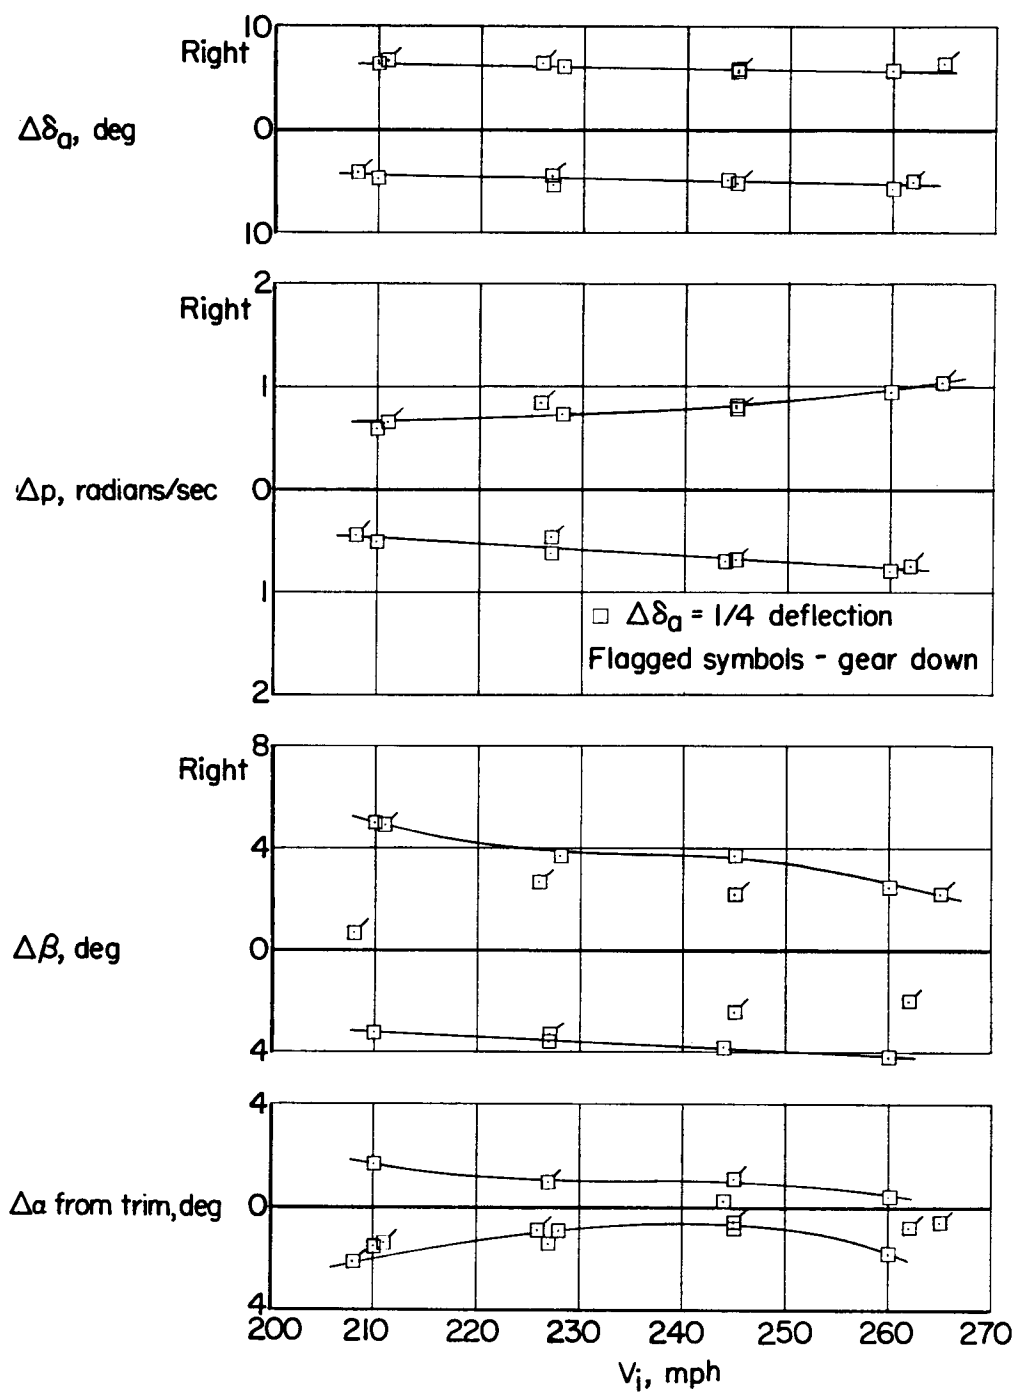 10
Right
Δδa, deg
0
10
2
Right
1
Δp, radians/sec
0
1
Δδa = 1/4 deflection
Flagged symbols - gear down
2
8
Right
4
Δβ, deg
0
4
4
Δα from trim, deg
0
4
200 210 220 230 240 250 260 270
Vi, mph